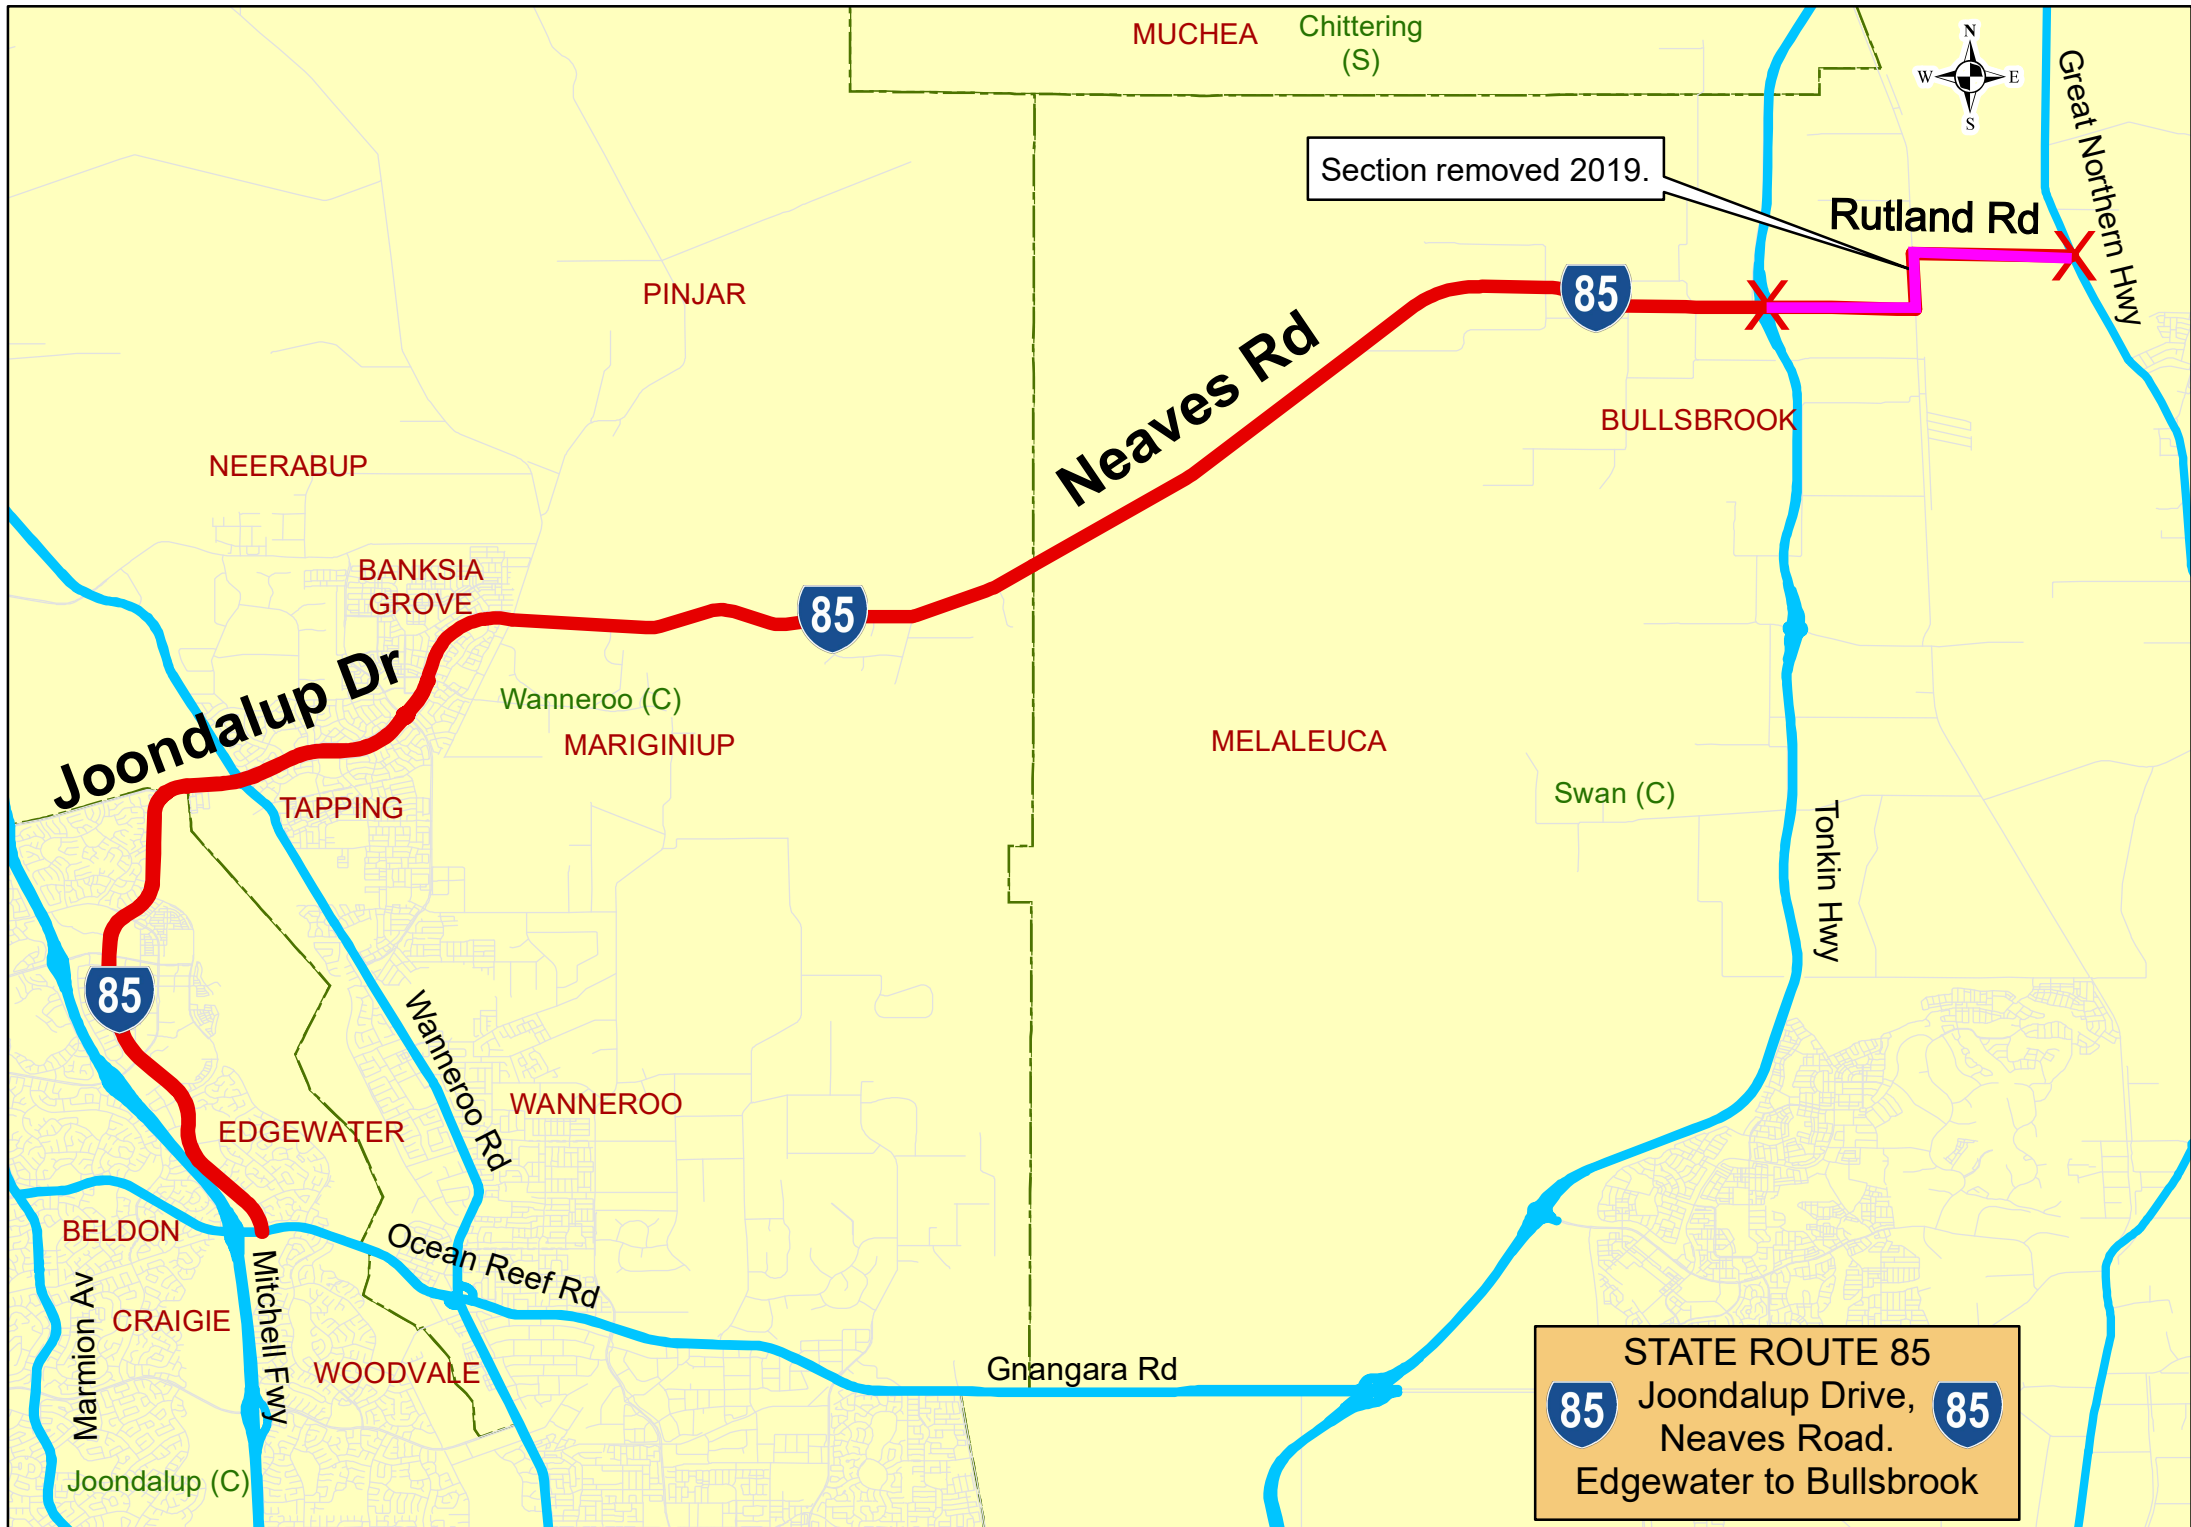 MUCHEA
Chittering
(S)
N
W
E
S
Great Northern Hwy
Section removed 2019.
Rutland Rd
PINJAR
85
Neaves Rd
BULLSBROOK
NEERABUP
BANKSIA
GROVE
85
Joondalup Dr
Wanneroo (C)
MARIGINIUP
MELALEUCA
TAPPING
Swan (C)
Tonkin Hwy
85
Wanneroo Rd
WANNEROO
EDGEWATER
BELDON
Ocean Reef Rd
Marmion Av
CRAIGIE
Mitchell Fwy
WOODVALE
Gnangara Rd
Joondalup (C)
STATE ROUTE 85
85
Joondalup Drive,
85
Neaves Road.
Edgewater to Bullsbrook